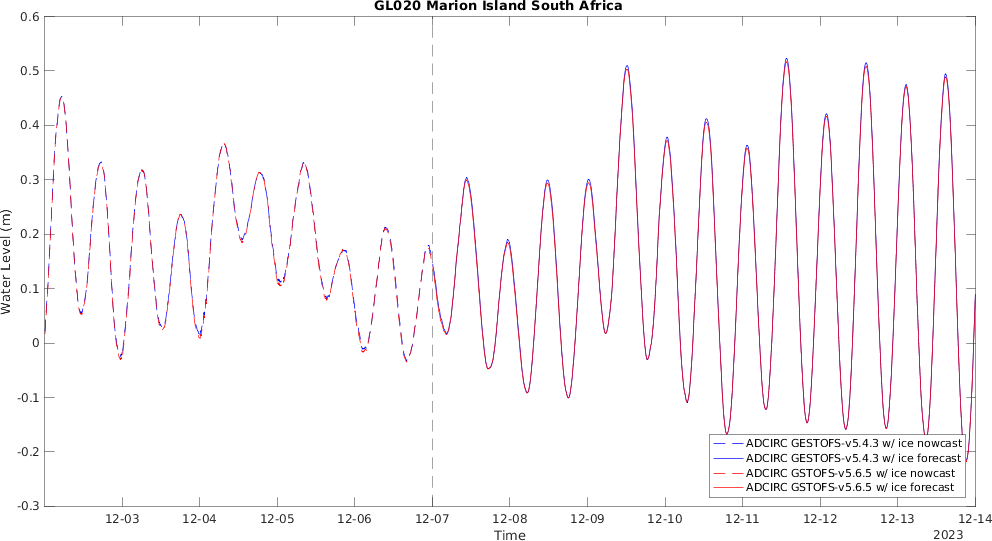 GL020 Marion Island South Africa
0.6
0.5
0.4
0.3
0.2
0.1
0
-0.1
-0.2
-0.3
Water Level (m)
ADCIRC GESTOFS-v5.4.3 w/ ice nowcast
ADCIRC GESTOFS-v5.4.3 w/ ice forecast
ADCIRC GSTOFS-v5.6.5 w/ ice nowcast
ADCIRC GSTOFS-v5.6.5 w/ ice forecast
12-03 12-04 12-05 12-06 12-07 12-08 12-09 12-10 12-11 12-12 12-13 12-14
Time
2023